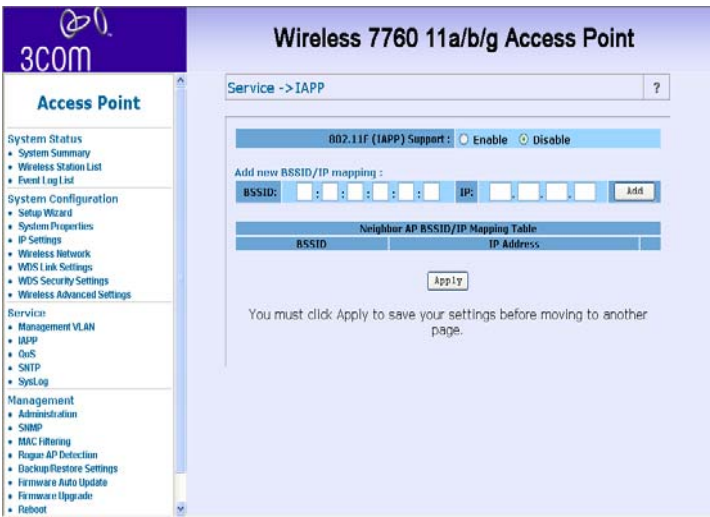 3COM
Wireless 7760 11a/b/g Access Point
Access Point
System Status
System Summary
Wireless Station List
Event Log List
System Configuration
Setup Wizard
System Properties
IP Settings
Wireless Network
WDS Link Settings
WDS Security Settings
Wireless Advanced Settings
Service
Management VLAN
IAPP
QoS
SNTP
SysLog
Management
Administration
SNMP
MAC Filtering
Rogue AP Detection
Backup/Restore Settings
Firmware Auto Update
Firmware Upgrade
Reboot
Service ->IAPP ?
802.11F (IAPP) Support : Enable Disable
Add new BSSID/IP mapping :
BSSID: : : : : : IP: . . . Add
Neighbor AP BSSID/IP Mapping Table
BSSID IP Address
Apply
You must click Apply to save your settings before moving to another
page.